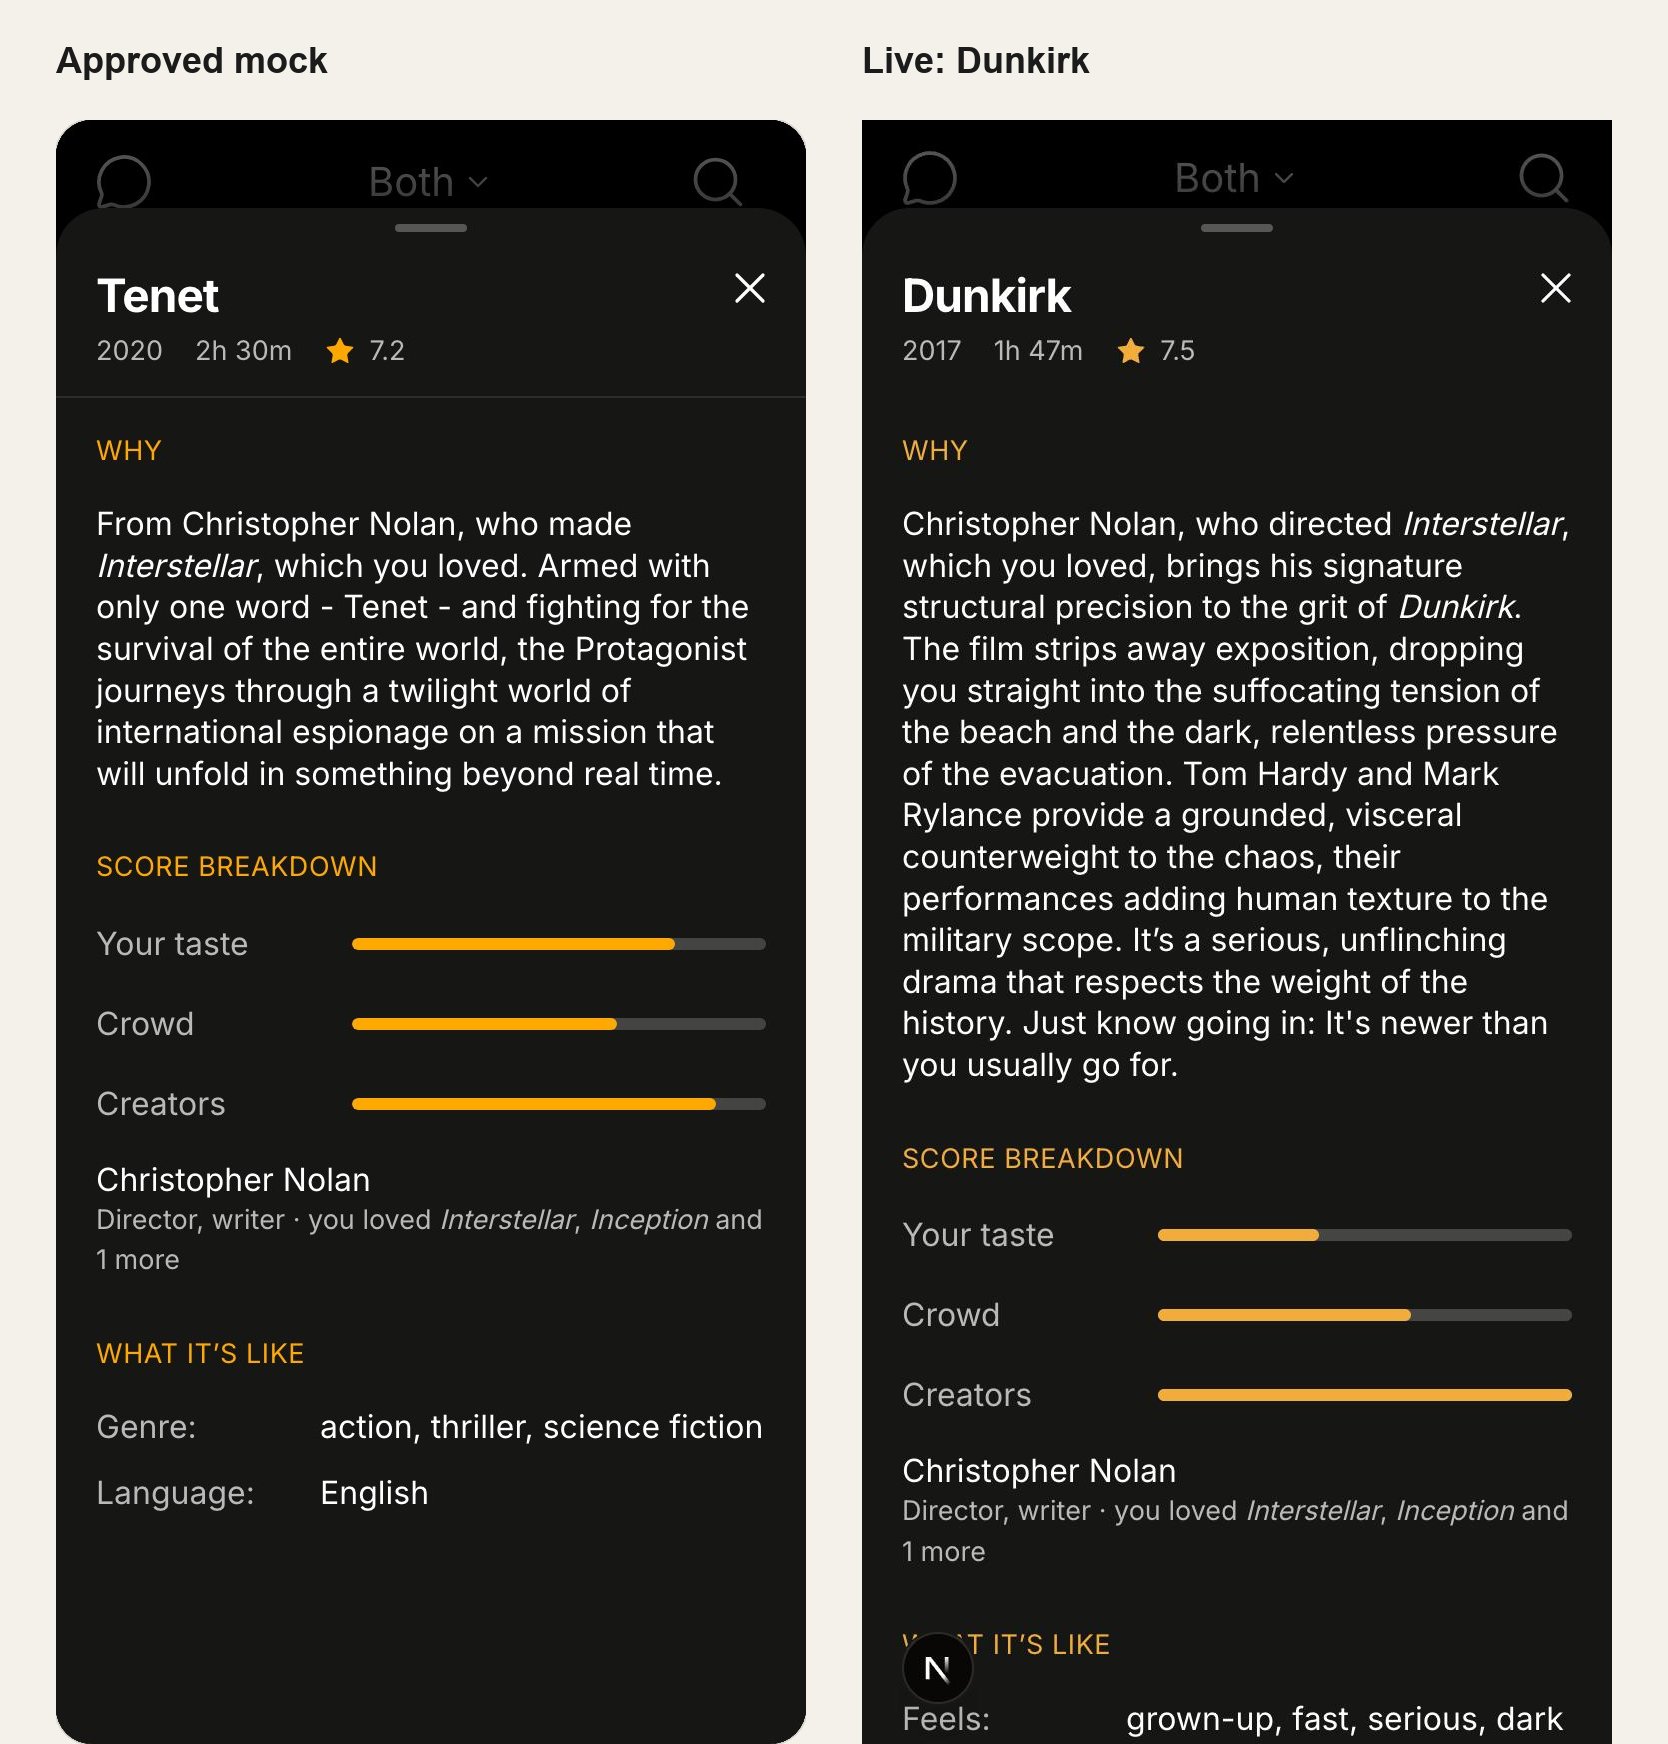 Approved mock
Both
Tenet
2020 2h 30m 7.2
WHY
From Christopher Nolan, who made
Interstellar, which you loved. Armed with
only one word - Tenet - and fighting for the
survival of the entire world, the Protagonist
journeys through a twilight world of
international espionage on a mission that
will unfold in something beyond real time.
SCORE BREAKDOWN
Your taste
Crowd
Creators
Christopher Nolan
Director, writer · you loved Interstellar, Inception and
1 more
WHAT IT’S LIKE
Genre: action, thriller, science fiction
Language: English
Live: Dunkirk
Both
Dunkirk
2017 1h 47m 7.5
WHY
Christopher Nolan, who directed Interstellar,
which you loved, brings his signature
structural precision to the grit of Dunkirk.
The film strips away exposition, dropping
you straight into the suffocating tension of
the beach and the dark, relentless pressure
of the evacuation. Tom Hardy and Mark
Rylance provide a grounded, visceral
counterweight to the chaos, their
performances adding human texture to the
military scope. It’s a serious, unflinching
drama that respects the weight of the
history. Just know going in: It's newer than
you usually go for.
SCORE BREAKDOWN
Your taste
Crowd
Creators
Christopher Nolan
Director, writer · you loved Interstellar, Inception and
1 more
IT’S LIKE
N
Feels: grown-up, fast, serious, dark